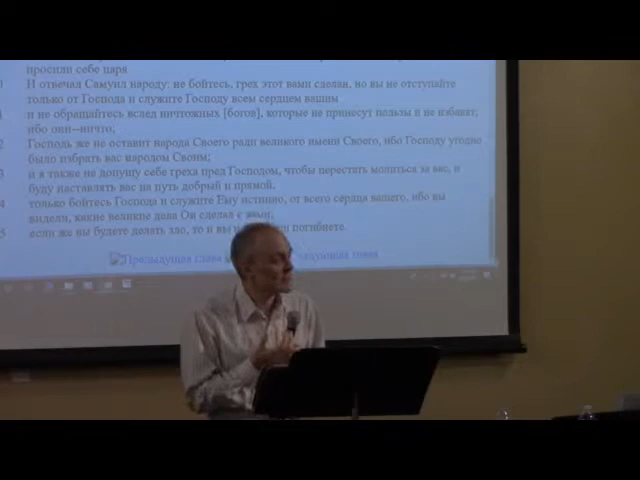 просили себе царя
И отвечал Самуил народу: не бойтесь, грех этот вами сделан, но вы не отступайте
только от Господа и служите Господу всем сердцем вашим
и не обращайтесь вслед ничтожных [богов], которые не принесут пользы и не избавят,
ибо они--ничто;
Господь же не оставит народа Своего ради великого имени Своего, ибо Господу угодно
было избрать вас народом Своим;
и я также не допущу себе греха пред Господом, чтобы перестать молиться за вас, и
буду наставлять вас на путь добрый и прямой.
только бойтесь Господа и служите Ему истинно, от всего сердца вашего, ибо вы
видели, какие великие дела Он сделал с вами;
если же вы будете делать зло, то и вы и погибнете.
Предыдущая глава Следующая глава